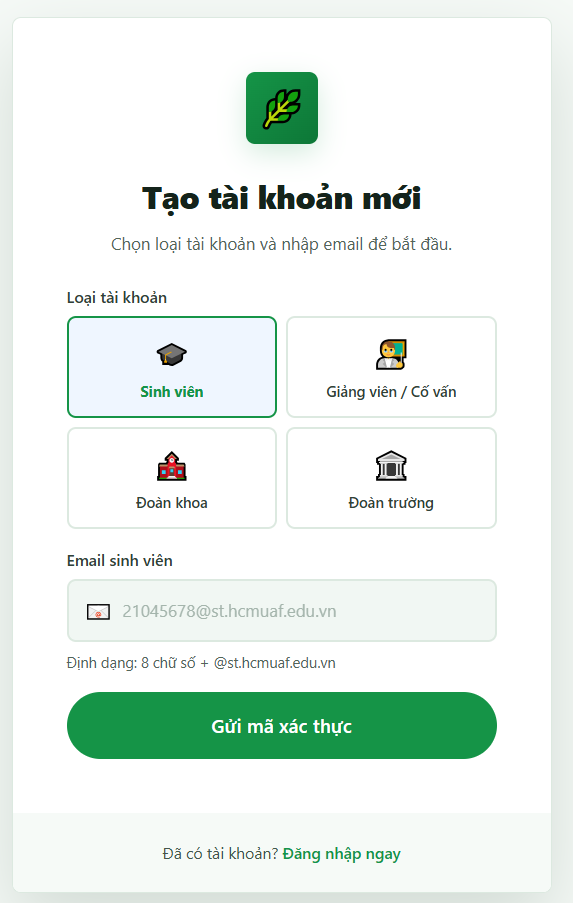 Tạo tài khoản mới
Chọn loại tài khoản và nhập email để bắt đầu.
Loại tài khoản
Sinh viên
Giảng viên / Cố vấn
Đoàn khoa
Đoàn trường
Email sinh viên
21045678@st.hcmuaf.edu.vn
Định dạng: 8 chữ số + @st.hcmuaf.edu.vn
Gửi mã xác thực
Đã có tài khoản? Đăng nhập ngay